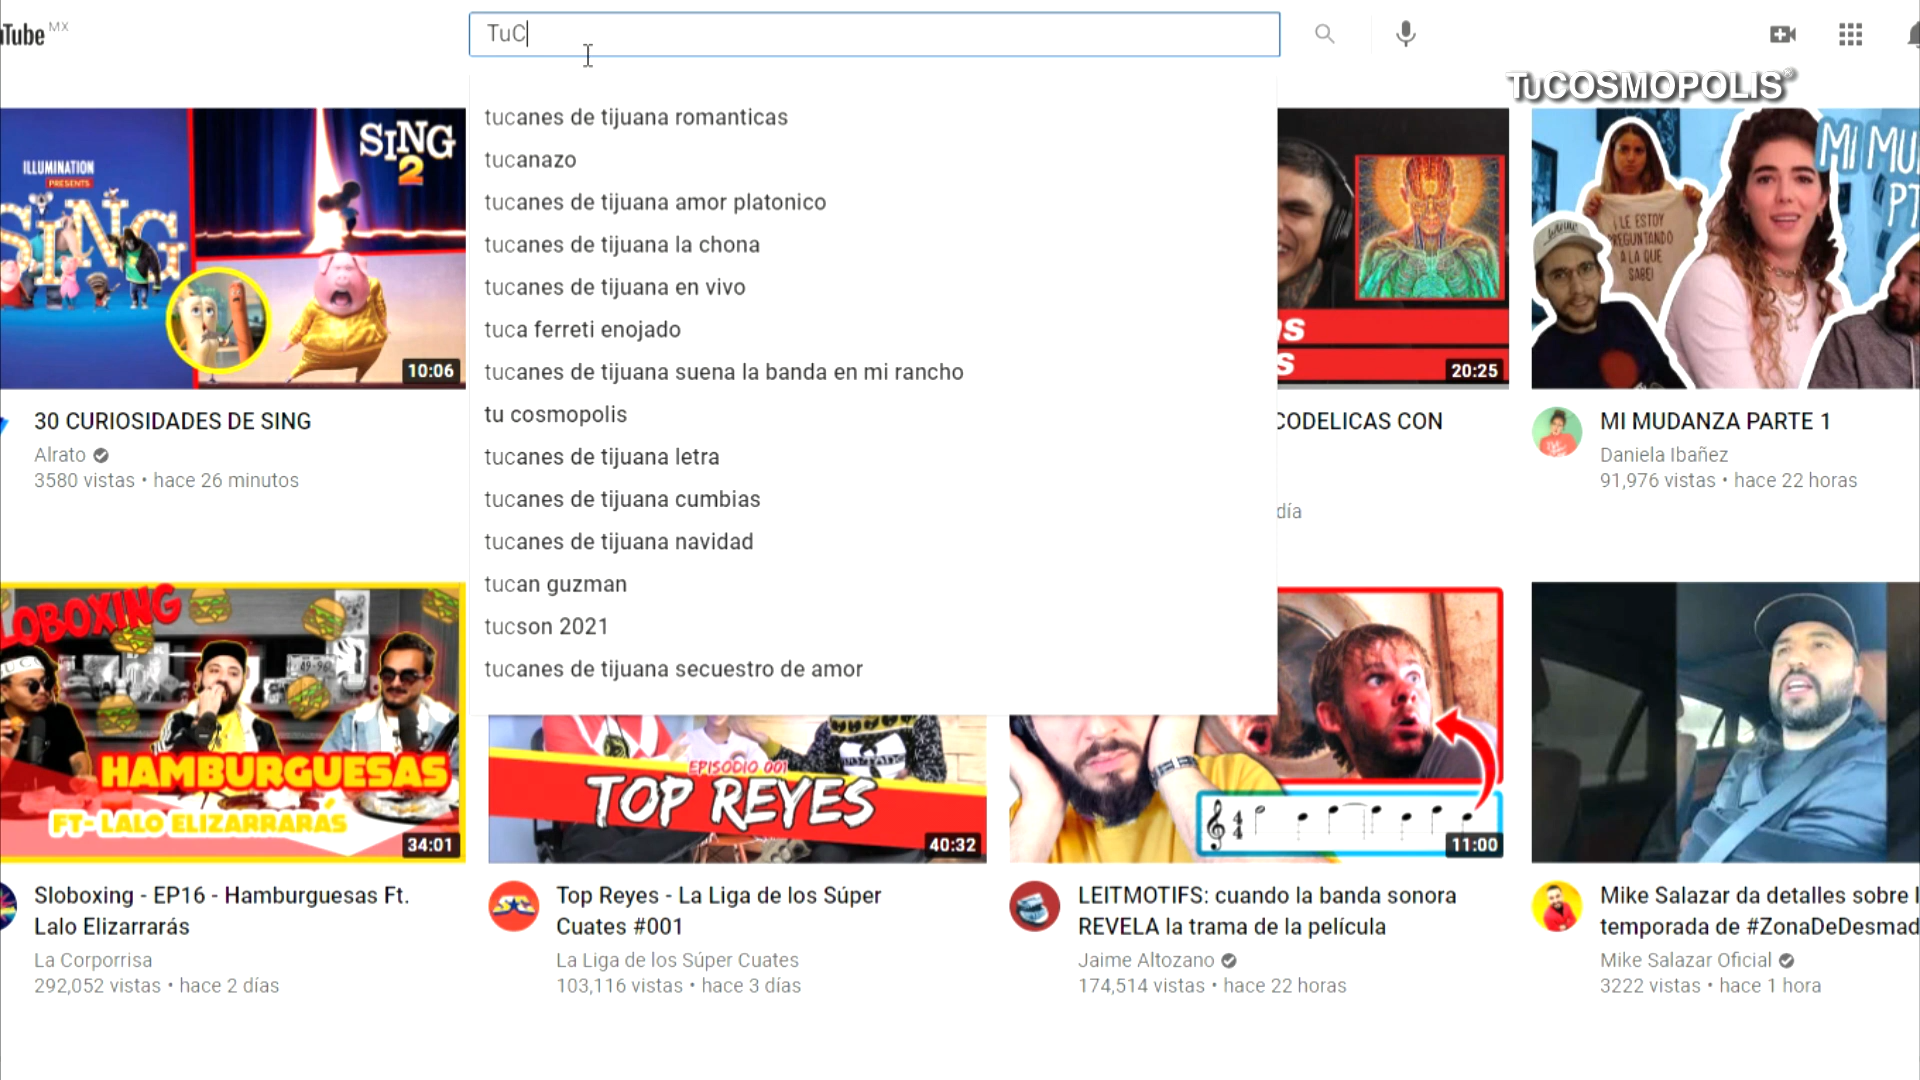 Tube MX
TuC
TuCOSMOPOLIS®
tucanes de tijuana romanticas
tucanazo
tucanes de tijuana amor platonico
tucanes de tijuana la chona
tucanes de tijuana en vivo
tuca ferreti enojado
tucanes de tijuana suena la banda en mi rancho
tu cosmopolis
tucanes de tijuana letra
tucanes de tijuana cumbias
tucanes de tijuana navidad
tucan guzman
tucson 2021
tucanes de tijuana secuestro de amor
ILLUMINATION
PRESENTS
SING
SING
2
10:06
30 CURIOSIDADES DE SING
Alrato
3580 vistas • hace 26 minutos
20:25
CODELICAS CON
día
MI MU
PT
¡LE ESTOY
PREGUNTANDO
A LA QUE
SABE!
MI MUDANZA PARTE 1
Daniela Ibañez
91,976 vistas • hace 22 horas
LOBOXING
HAMBURGUESAS
FT- LALO ELIZARRARÁS
34:01
Sloboxing - EP16 - Hamburguesas Ft.
Lalo Elizarrarás
La Corporrisa
292,052 vistas • hace 2 días
EPISODIO 001
TOP REYES
40:32
Top Reyes - La Liga de los Súper
Cuates #001
La Liga de los Súper Cuates
103,116 vistas • hace 3 días
11:00
LEITMOTIFS: cuando la banda sonora
REVELA la trama de la película
Jaime Altozano
174,514 vistas • hace 22 horas
Mike Salazar da detalles sobre l
temporada de #ZonaDeDesmad
Mike Salazar Oficial
3222 vistas • hace 1 hora